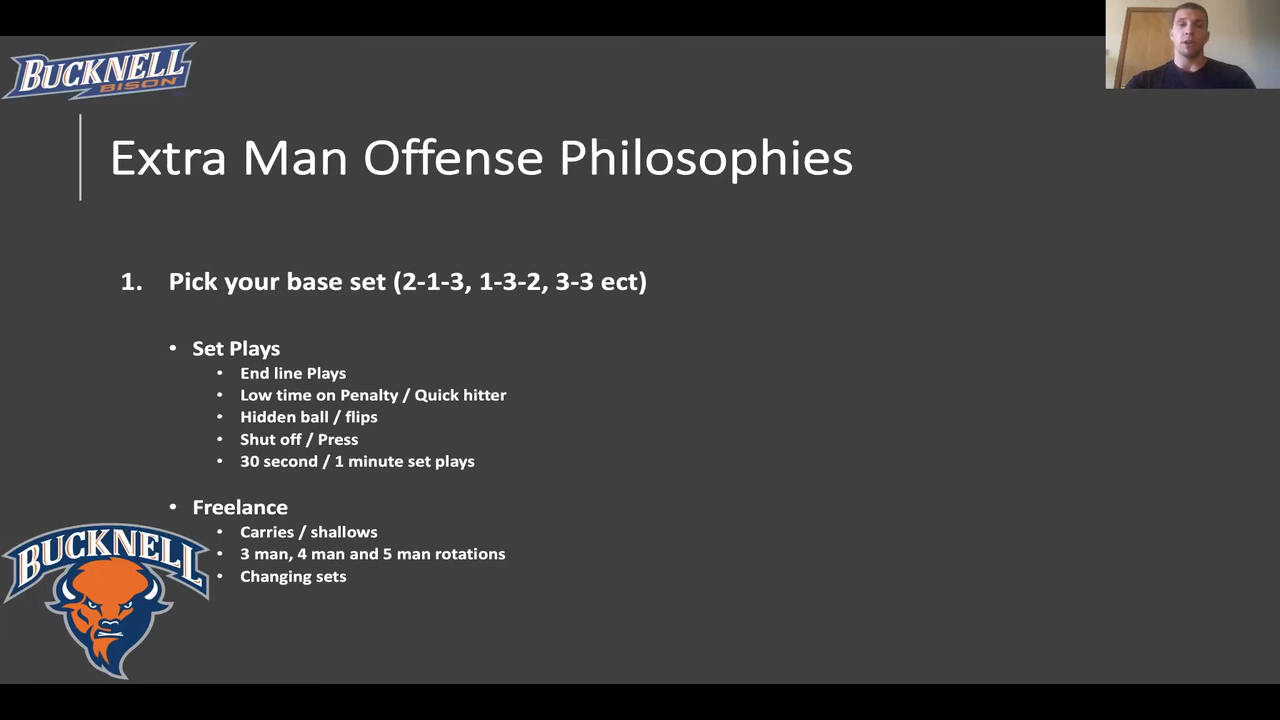 BUCKNELL
BISON
Extra Man Offense Philosophies
1. Pick your base set (2-1-3, 1-3-2, 3-3 ect)
• Set Plays
• End line Plays
• Low time on Penalty / Quick hitter
• Hidden ball / flips
• Shut off / Press
• 30 second / 1 minute set plays
• Freelance
• Carries / shallows
• 3 man, 4 man and 5 man rotations
• Changing sets
BUCKNELL